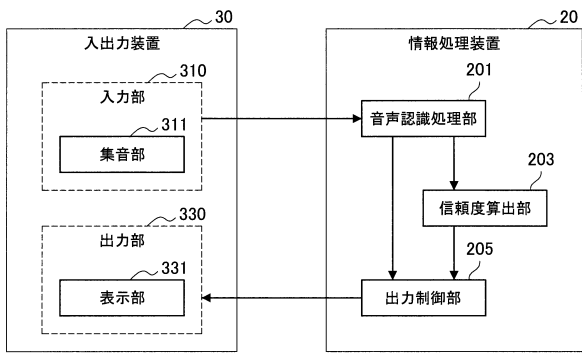 30
入出力装置
310
入力部
311
集音部
330
出力部
331
表示部
20
情報処理装置
201
音声認識処理部
203
信頼度算出部
205
出力制御部